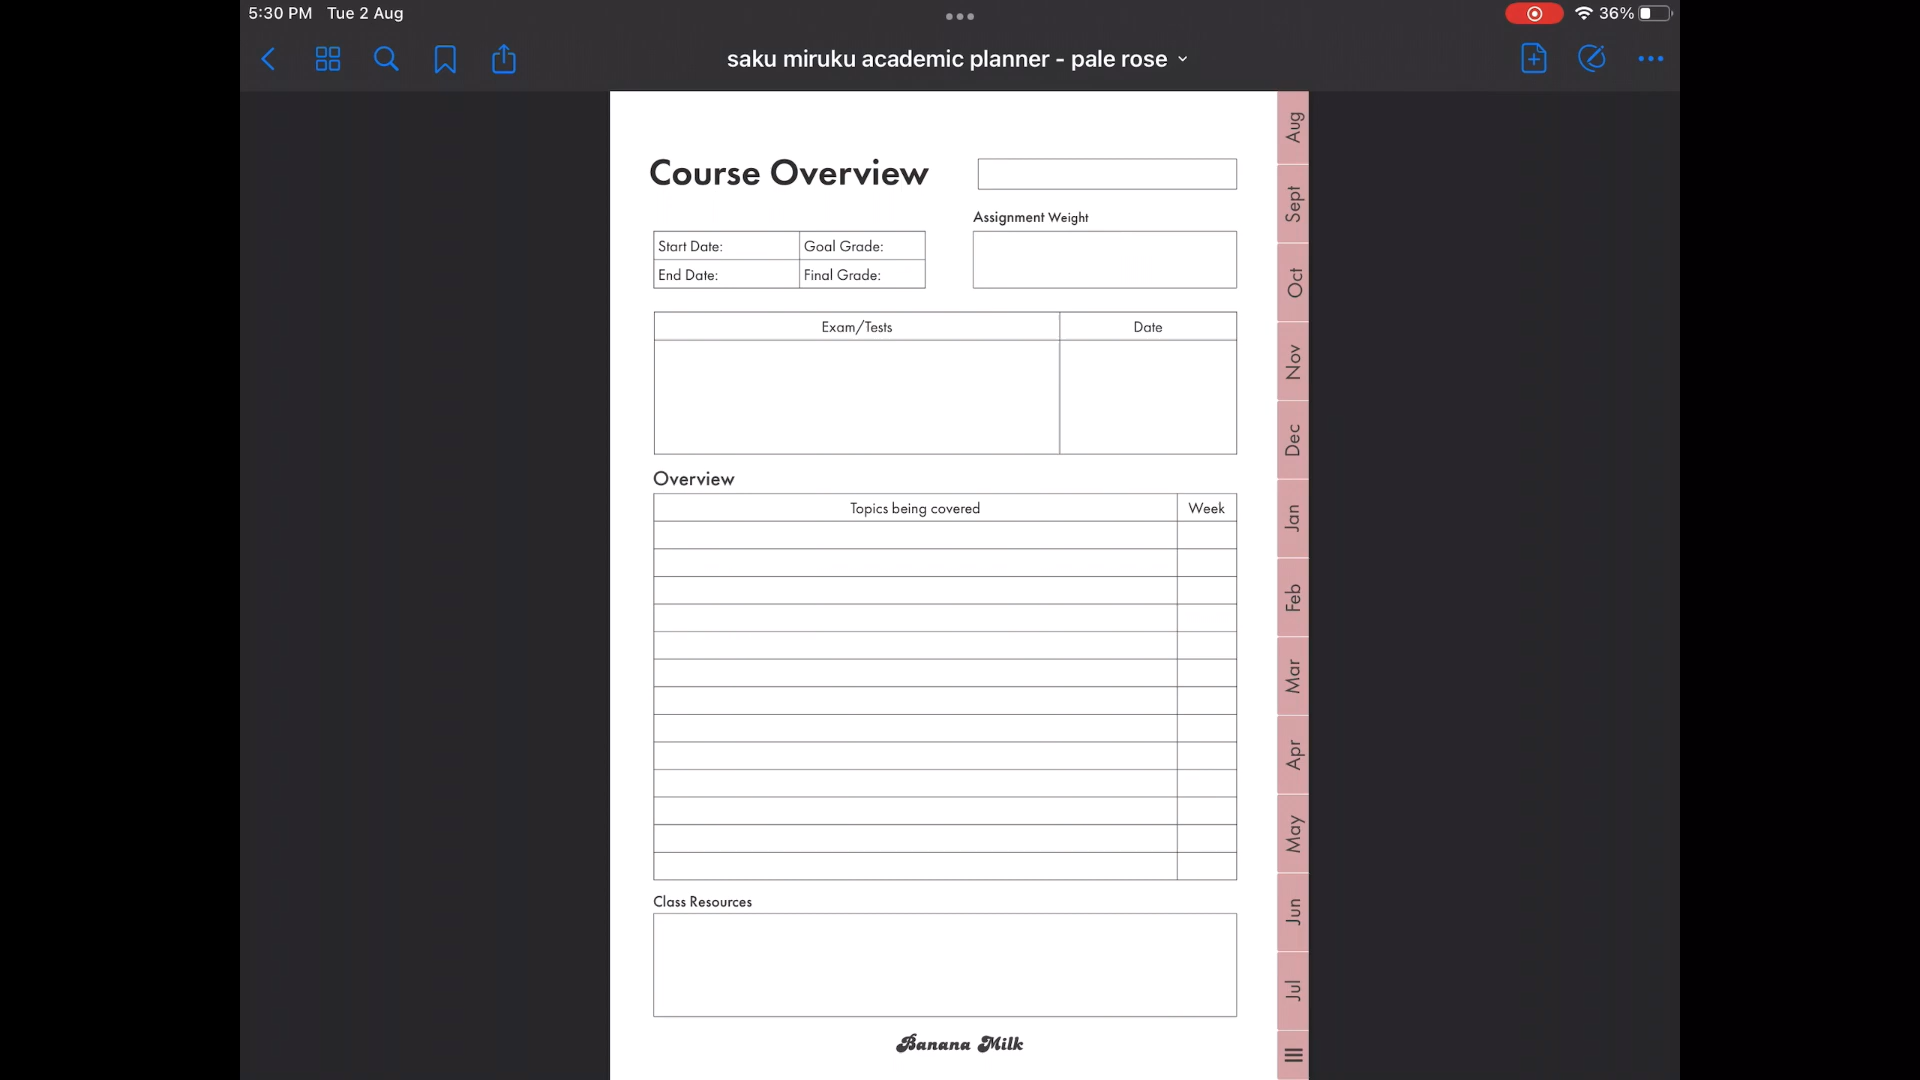 5:30 PM Tue 2 Aug
36%
saku miruku academic planner - pale rose
Course Overview
Assignment Weight
Start Date: Goal Grade:
End Date: Final Grade:
Exam/Tests Date
Overview
Topics being covered Week
Class Resources
Banana Milk
Aug
Sept
Oct
Nov
Dec
Jan
Feb
Mar
Apr
May
Jun
Jul